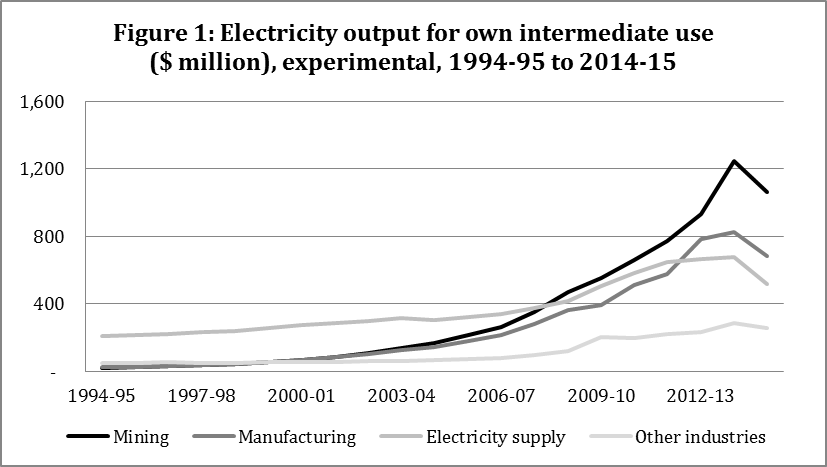 Figure 1: Electricity output for own intermediate use
($ million), experimental, 1994-95 to 2014-15
1,600
1,200
800
400
-
1994-95 1997-98 2000-01 2003-04 2006-07 2009-10 2012-13
Mining Manufacturing Electricity supply Other industries